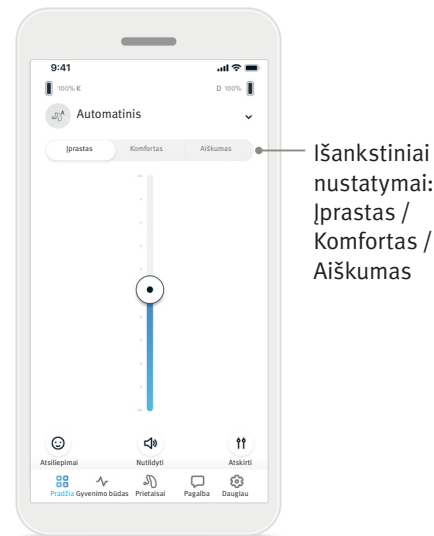 9:41
100% K
D 100%
Automatinis
Įprastas Komfortas Aiškumas
Išankstiniai
nustatymai:
Įprastas /
Komfortas /
Aiškumas
Atsiliepimai Nutildyti Atskirti
Pradžia Gyvenimo būdas Prietaisai Pagalba Daugiau